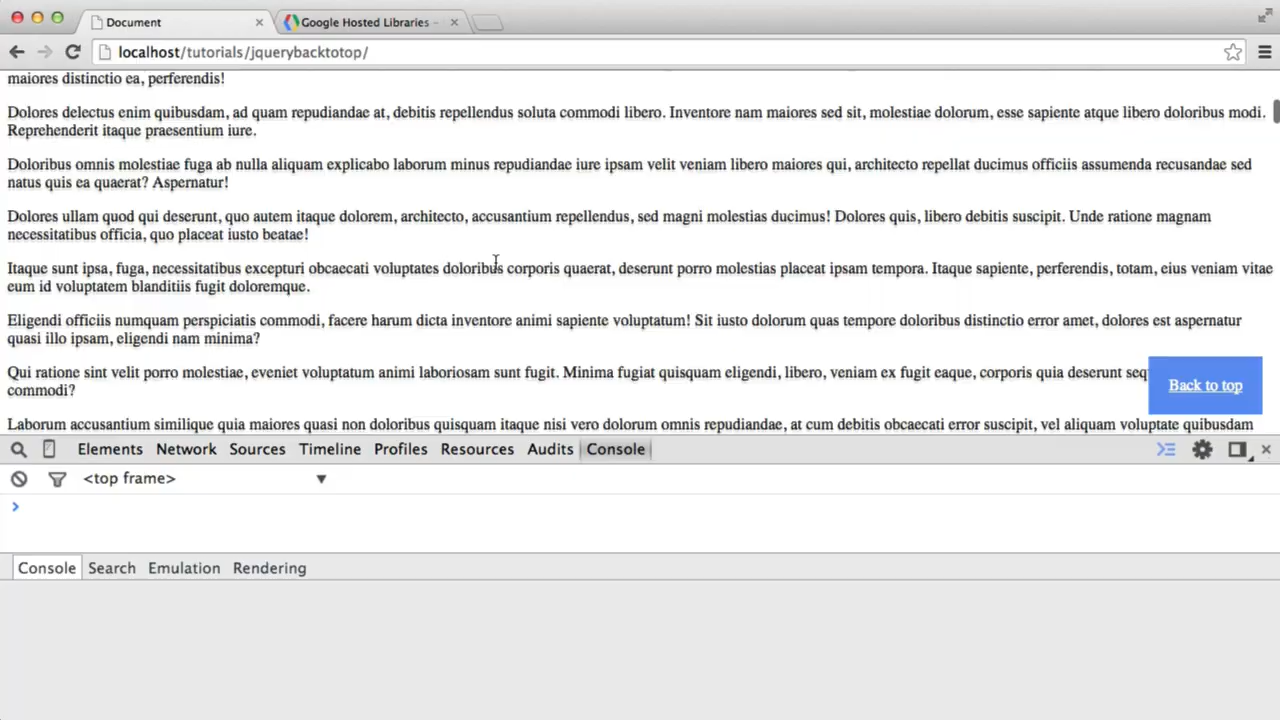 Document
Google Hosted Libraries -
localhost/tutorials/jquerybacktotop/
maiores distinctio ea, perferendis!
Dolores delectus enim quibusdam, ad quam repudiandae at, debitis repellendus soluta commodi libero. Inventore nam maiores sed sit, molestiae dolorum, esse sapiente atque libero doloribus modi.
Reprehenderit itaque praesentium iure.
Doloribus omnis molestiae fuga ab nulla aliquam explicabo laborum minus repudiandae iure ipsam velit veniam libero maiores qui, architecto repellat ducimus officiis assumenda recusandae sed
natus quis ea quaerat? Aspernatur!
Dolores ullam quod qui deserunt, quo autem itaque dolorem, architecto, accusantium repellendus, sed magni molestias ducimus! Dolores quis, libero debitis suscipit. Unde ratione magnam
necessitatibus officia, quo placeat iusto beatae!
Itaque sunt ipsa, fuga, necessitatibus excepturi obcaecati voluptates doloribus corporis quaerat, deserunt porro molestias placeat ipsam tempora. Itaque sapiente, perferendis, totam, eius veniam vitae
eum id voluptatem blanditiis fugit doloremque.
Eligendi officiis numquam perspiciatis commodi, facere harum dicta inventore animi sapiente voluptatum! Sit iusto dolorum quas tempore doloribus distinctio error amet, dolores est aspernatur
quasi illo ipsam, eligendi nam minima?
Qui ratione sint velit porro molestiae, eveniet voluptatum animi laboriosam sunt fugit. Minima fugiat quisquam eligendi, libero, veniam ex fugit eaque, corporis quia deserunt seq
commodi?
Back to top
Laborum accusantium similique quia maiores quasi non doloribus quisquam itaque nisi vero dolorum omnis repudiandae, at cum debitis obcaecati error suscipit, vel aliquam voluptate quibusdam
Elements Network Sources Timeline Profiles Resources Audits Console
<top frame>
Console Search Emulation Rendering